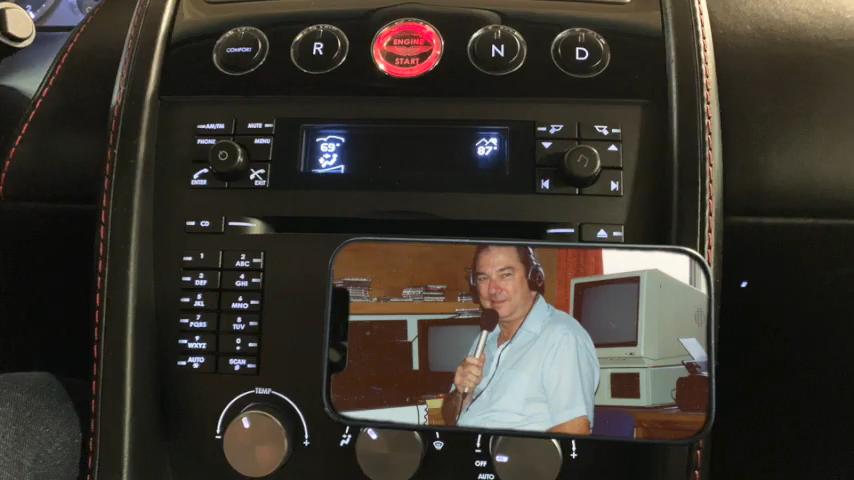 COMFORT
R
ENGINE
START
N
D
AM/FM
MUTE
PHONE
MENU
ENTER
EXIT
69°
87°
CD
1
2
ABC
3
DEF
4
GHI
5
JKL
6
MNO
7
PQRS
8
TUV
9
WXYZ
0
AUTO
SCAN
TEMP
- +
OFF
AUTO
- +